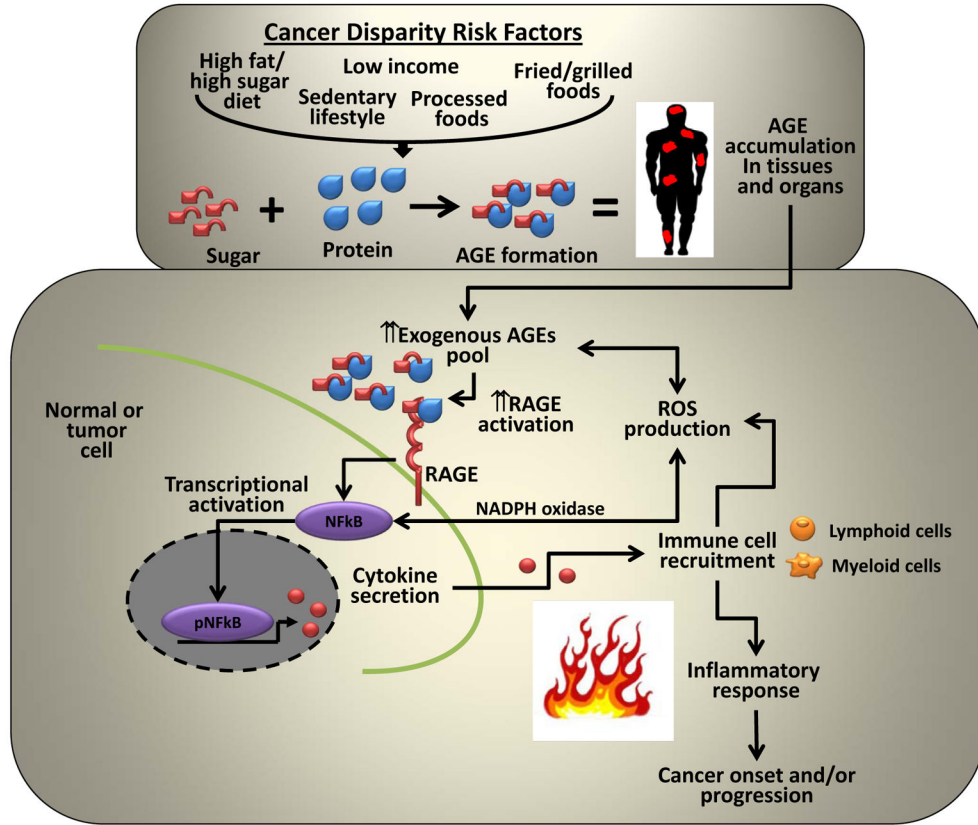 Cancer Disparity Risk Factors
High fat/
high sugar
diet
Low income
Sedentary
lifestyle
Processed
foods
Fried/grilled
foods
+
=
Sugar
Protein
AGE formation
AGE
accumulation
In tissues
and organs
⇈Exogenous AGEs
pool
⇈RAGE
activation
ROS
production
Normal or
tumor
cell
RAGE
Transcriptional
activation
NFkB
NADPH oxidase
Immune cell
recruitment
Lymphoid cells
Myeloid cells
Cytokine
secretion
pNFkB
Inflammatory
response
Cancer onset and/or
progression